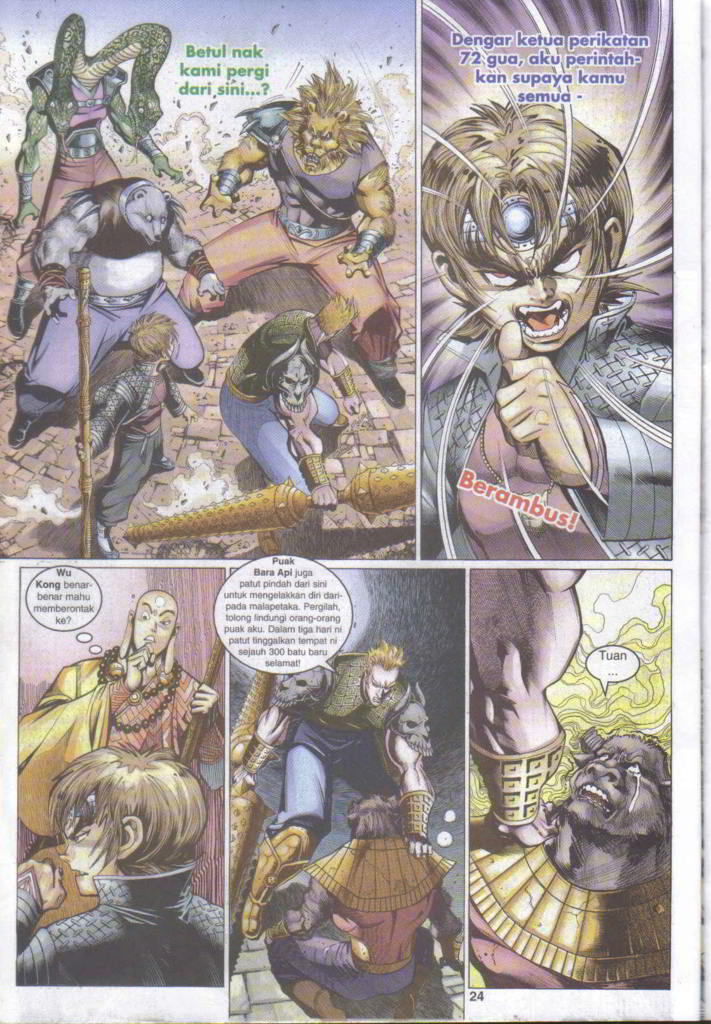 Betul nak
kami pergi
dari sini...?
Dengar ketua perikatan
72 gua, aku perintah-
kan supaya kamu
semua -
Berambus!
Wu
Kong benar-
benar mahu
memberontak
ke?
Puak
Bara Api juga
patut pindah dari sini
untuk mengelakkan diri dari-
pada malapetaka. Pergilah,
tolong lindungi orang-orang
puak aku. Dalam tiga hari ni
patut tinggalkan tempat ni
sejauh 300 batu baru
selamat!
Tuan
...
24